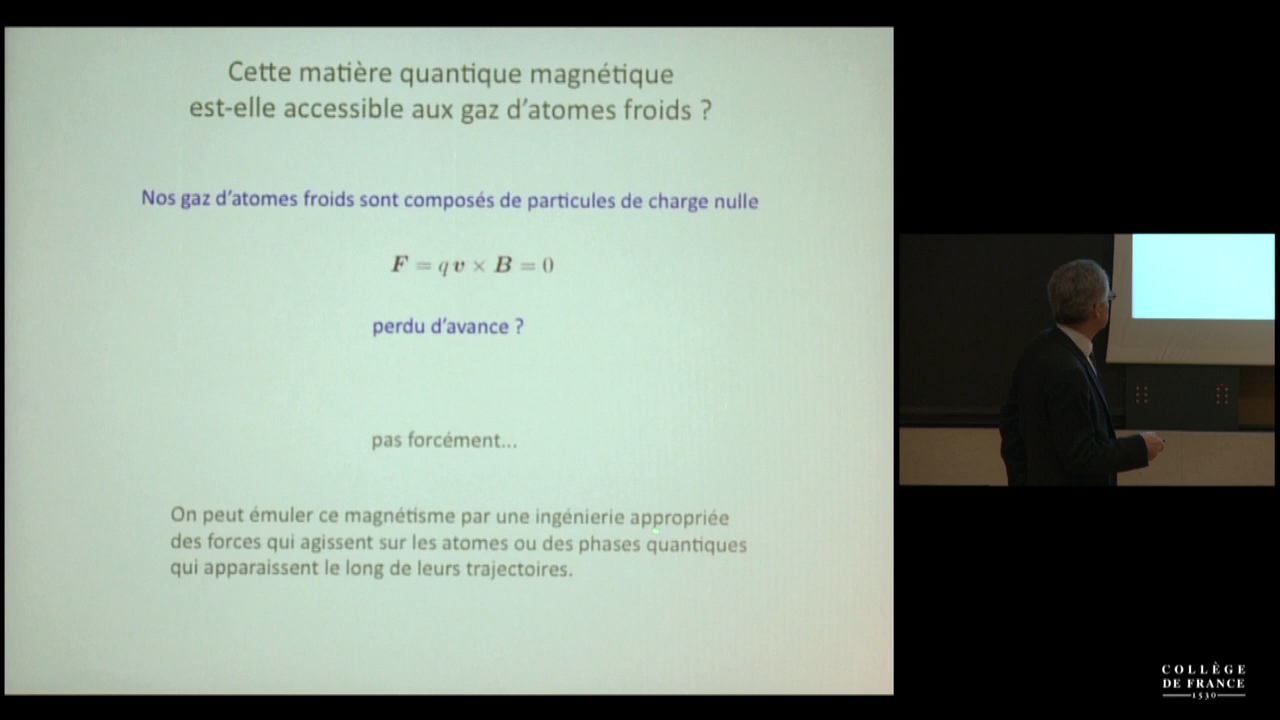 Cette matière quantique magnétique
est-elle accessible aux gaz d'atomes froids ?
Nos gaz d'atomes froids sont composés de particules de charge nulle
F = q v × B = 0
perdu d'avance ?
pas forcément...
On peut émuler ce magnétisme par une ingénierie appropriée
des forces qui agissent sur les atomes ou des phases quantiques
qui apparaissent le long de leurs trajectoires.
COLLÈGE
DE FRANCE
1530